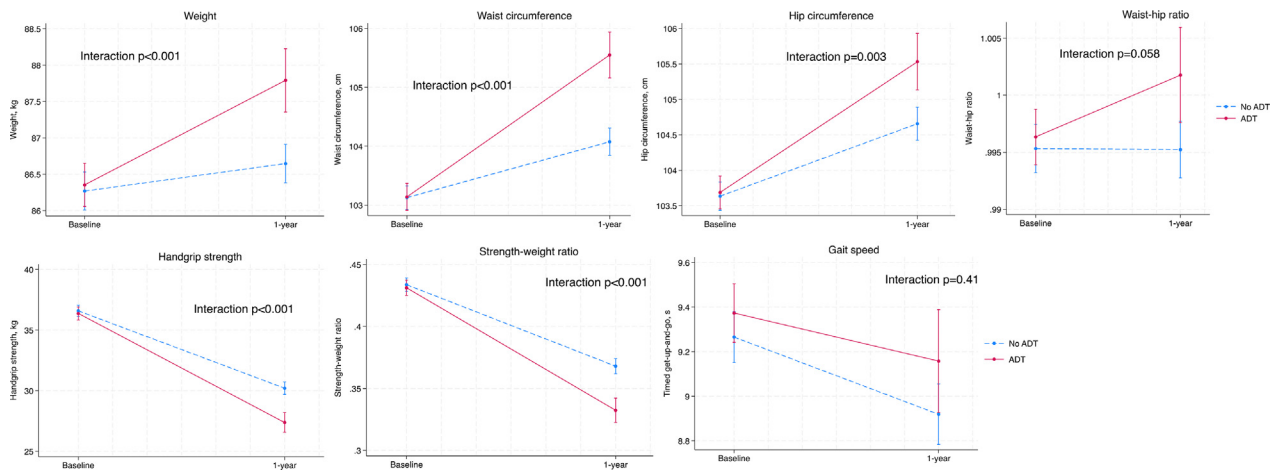 Weight
Interaction p<0.001
Weight, kg
88.5
88
87.5
87
86.5
86
Baseline
1-year
Waist circumference
Interaction p<0.001
Waist circumference, cm
106
105
104
103
Baseline
1-year
Hip circumference
Interaction p=0.003
Hip circumference, cm
106
105.5
105
104.5
104
103.5
Baseline
1-year
Waist-hip ratio
Interaction p=0.058
Waist-hip ratio
1.005
1
.995
.99
Baseline
1-year
No ADT
ADT
Handgrip strength
Interaction p<0.001
Handgrip strength, kg
40
35
30
25
Baseline
1-year
Strength-weight ratio
Interaction p<0.001
Strength-weight ratio
.45
.4
.35
.3
Baseline
1-year
Gait speed
Interaction p=0.41
Timed get-up-and-go, s
9.6
9.4
9.2
9
8.8
Baseline
1-year
No ADT
ADT